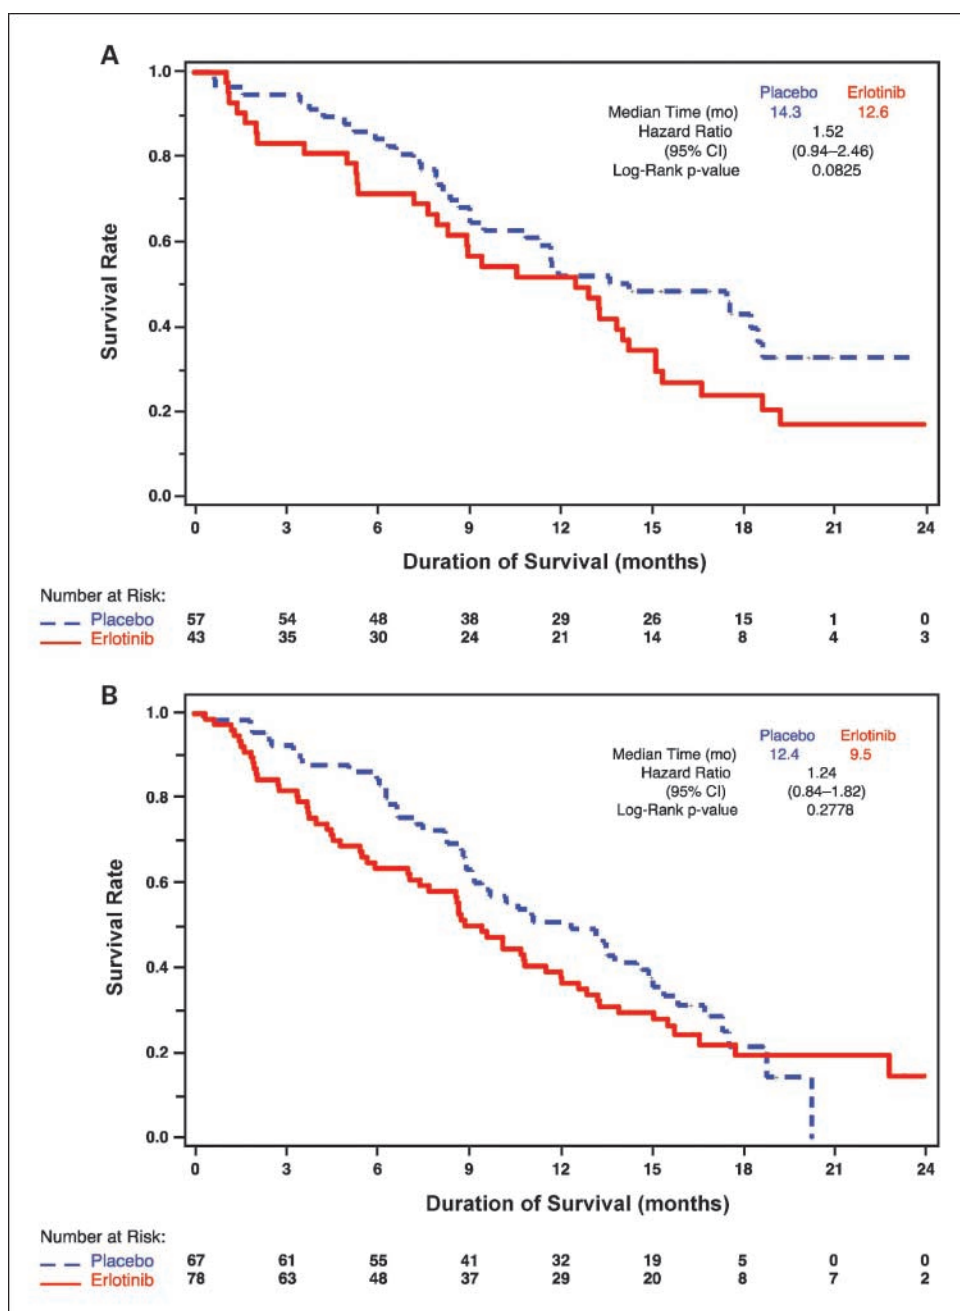 A
Placebo Erlotinib
Median Time (mo) 14.3 12.6
Hazard Ratio 1.52
(95% CI) (0.94–2.46)
Log-Rank p-value 0.0825
Survival Rate
1.0
0.8
0.6
0.4
0.2
0.0
0 3 6 9 12 15 18 21 24
Duration of Survival (months)
Number at Risk:
Placebo 57 54 48 38 29 26 15 1 0
Erlotinib 43 35 30 24 21 14 8 4 3
B
Placebo Erlotinib
Median Time (mo) 12.4 9.5
Hazard Ratio 1.24
(95% CI) (0.84–1.82)
Log-Rank p-value 0.2778
Survival Rate
1.0
0.8
0.6
0.4
0.2
0.0
0 3 6 9 12 15 18 21 24
Duration of Survival (months)
Number at Risk:
Placebo 67 61 55 41 32 19 5 0 0
Erlotinib 78 63 48 37 29 20 8 7 2